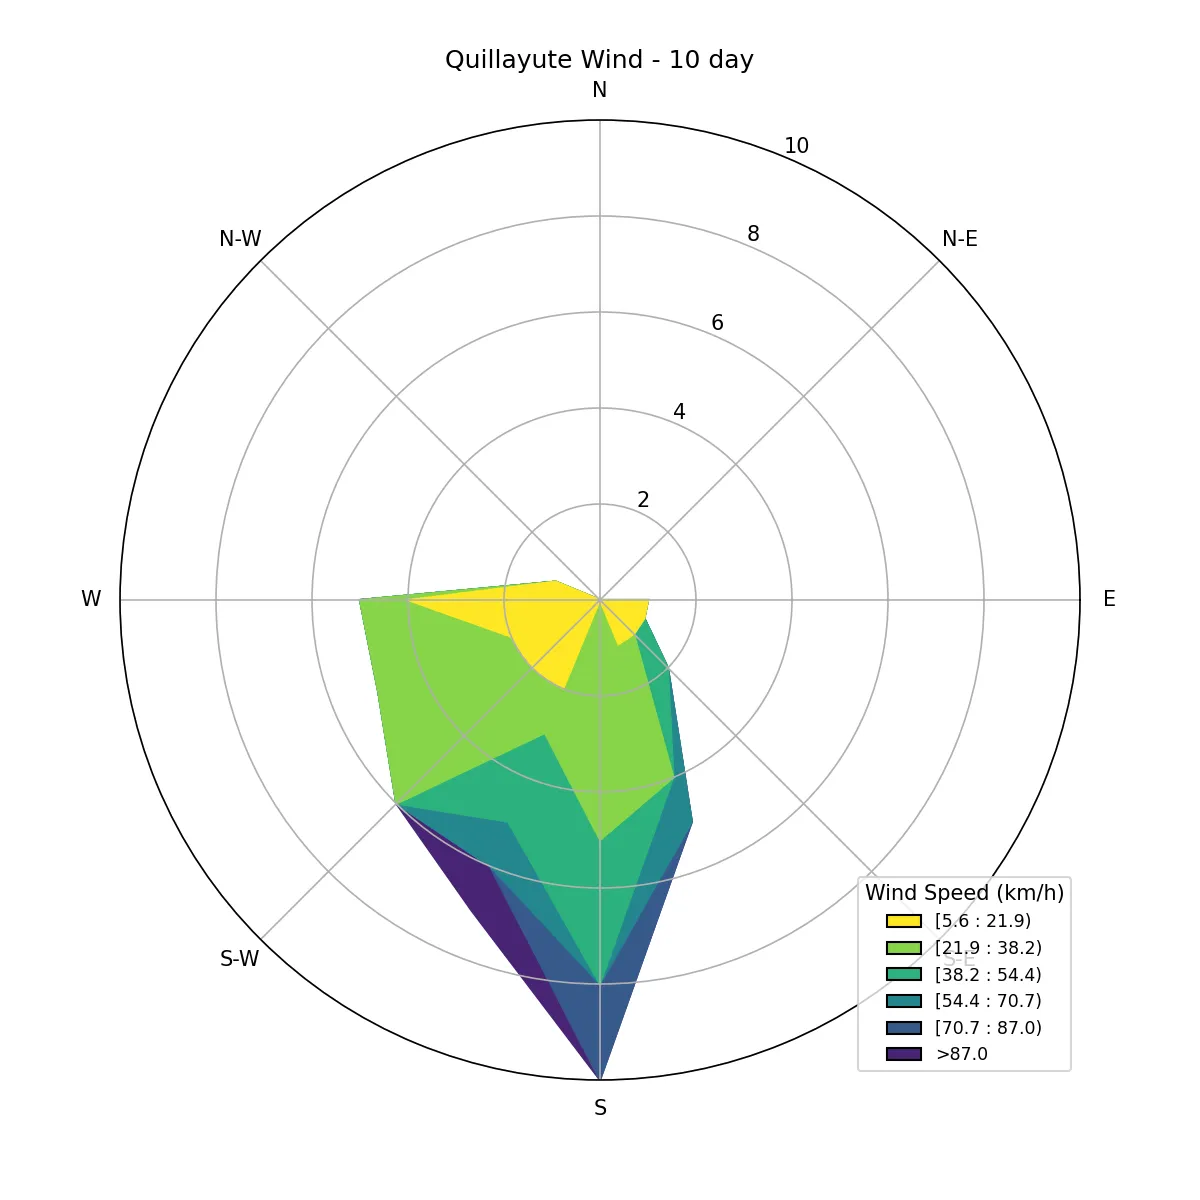 Quillayute Wind - 10 day
N
10
N-W
8
N-E
6
4
2
W
E
S-W
S-E
S
Wind Speed (km/h)
[5.6 : 21.9)
[21.9 : 38.2)
[38.2 : 54.4)
[54.4 : 70.7)
[70.7 : 87.0)
>87.0